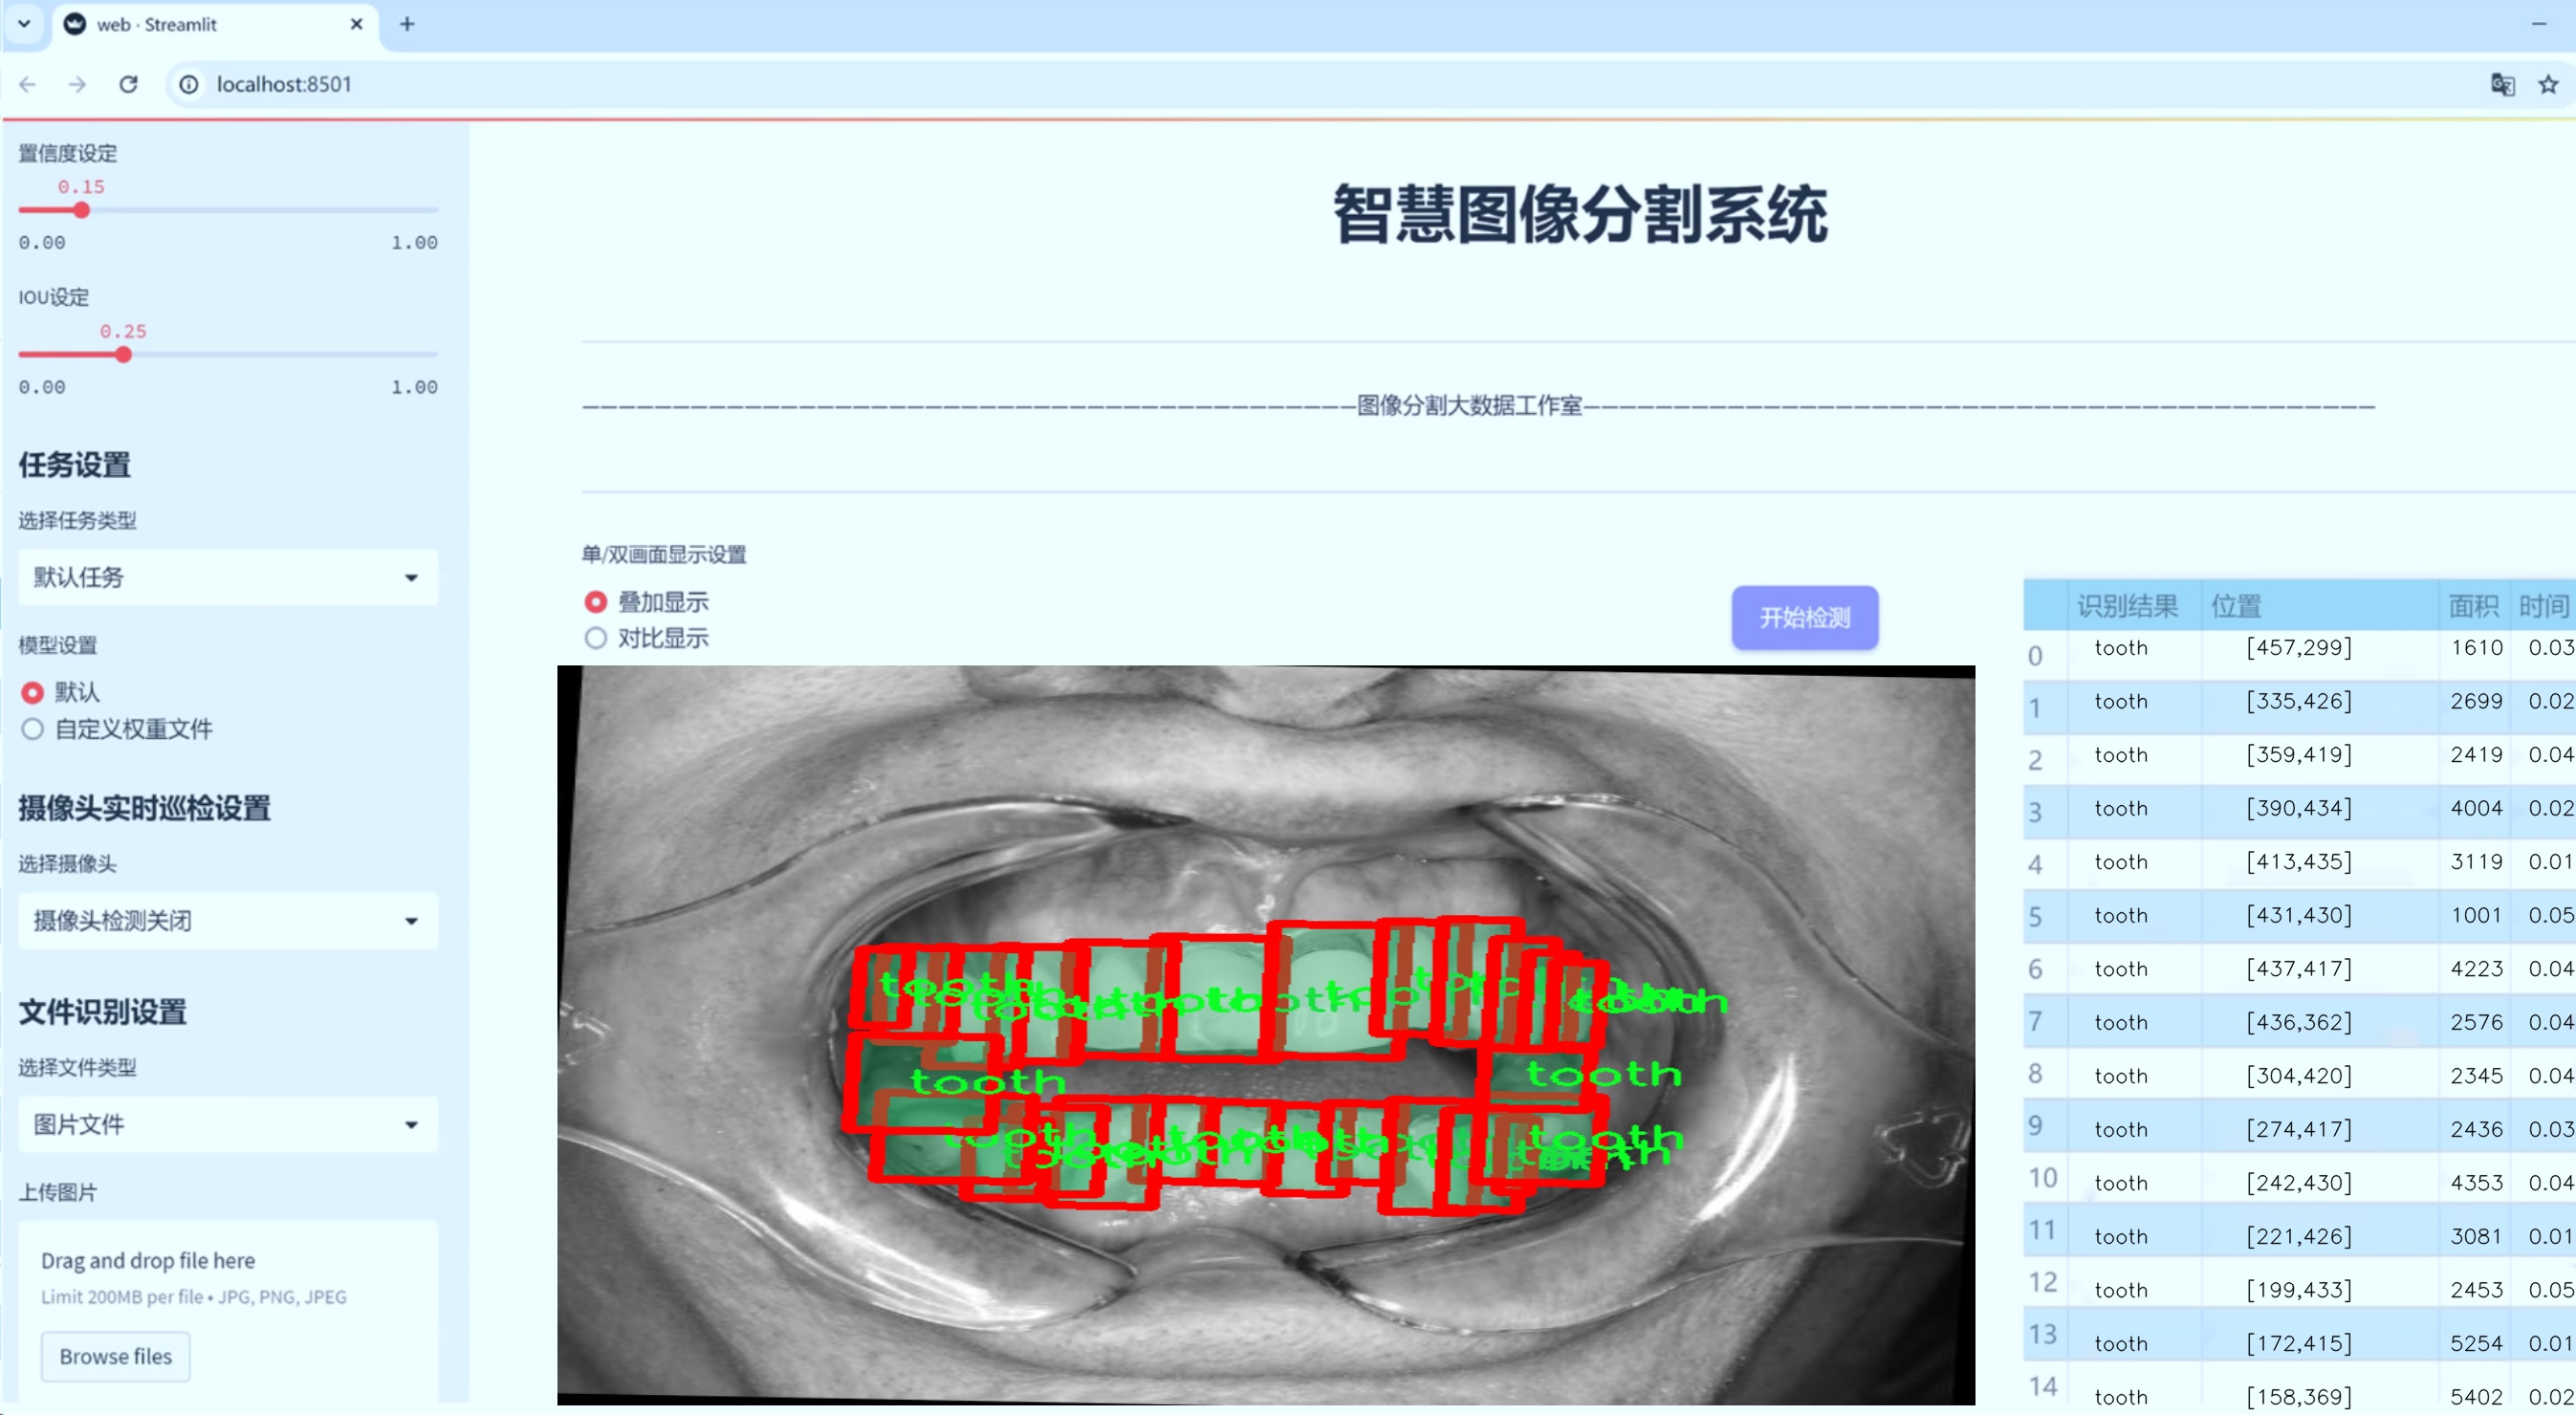 web · Streamlit
localhost:8501
置信度设定
0.15
0.00 1.00
IOU设定
0.25
0.00 1.00
任务设置
选择任务类型
默认任务
模型设置
默认
自定义权重文件
摄像头实时巡检设置
选择摄像头
摄像头检测关闭
文件识别设置
选择文件类型
图片文件
上传图片
Drag and drop file here
Limit 200MB per file • JPG, PNG, JPEG
Browse files
智慧图像分割系统
图像分割大数据工作室
单/双画面显示设置
叠加显示
对比显示
开始检测
tooth
tooth
tooth
tooth
识别结果 位置 面积 时间
0 tooth [457,299] 1610 0.03
1 tooth [335,426] 2699 0.02
2 tooth [359,419] 2419 0.04
3 tooth [390,434] 4004 0.02
4 tooth [413,435] 3119 0.01
5 tooth [431,430] 1001 0.05
6 tooth [437,417] 4223 0.04
7 tooth [436,362] 2576 0.04
8 tooth [304,420] 2345 0.04
9 tooth [274,417] 2436 0.03
10 tooth [242,430] 4353 0.04
11 tooth [221,426] 3081 0.01
12 tooth [199,433] 2453 0.05
13 tooth [172,415] 5254 0.01
14 tooth [158,369] 5402 0.02